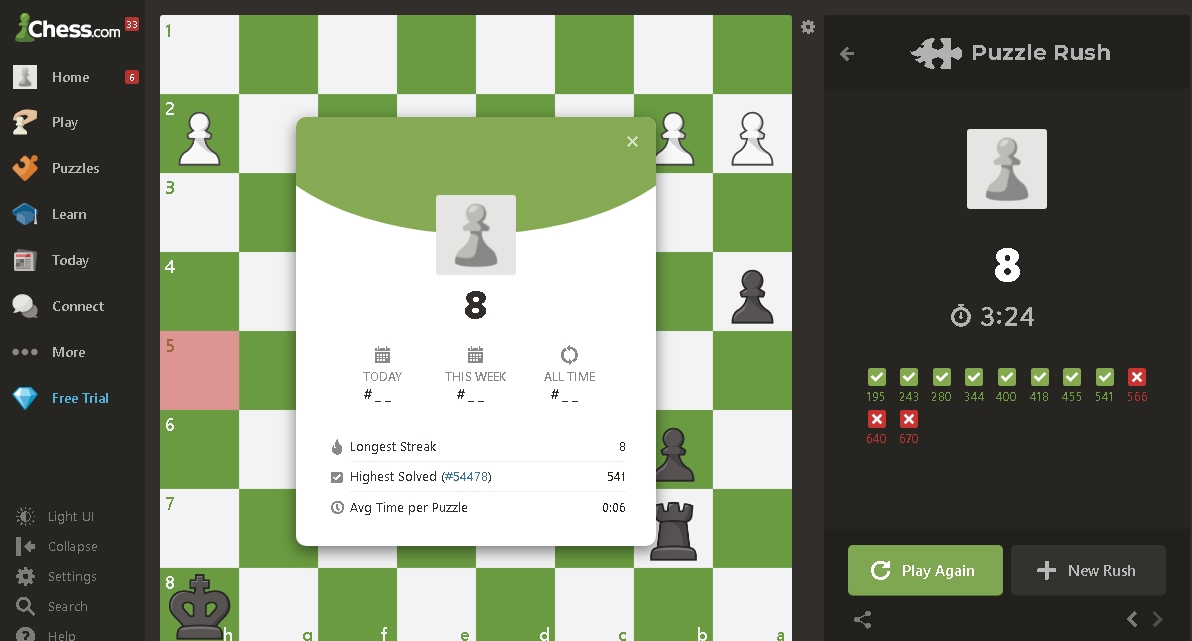 Chess.com 33
Home 6
Play
Puzzles
Learn
Today
Connect
More
Free Trial
Light UI
Collapse
Settings
Search
Help
1
2
3
4
5
6
7
8
h g f e d c b a
8
TODAY THIS WEEK ALL TIME
#_ _ #_ _ #_ _
Longest Streak 8
Highest Solved (#54478) 541
Avg Time per Puzzle 0:06
Puzzle Rush
8
3:24
195 243 280 344 400 418 455 541 566
640 670
Play Again New Rush